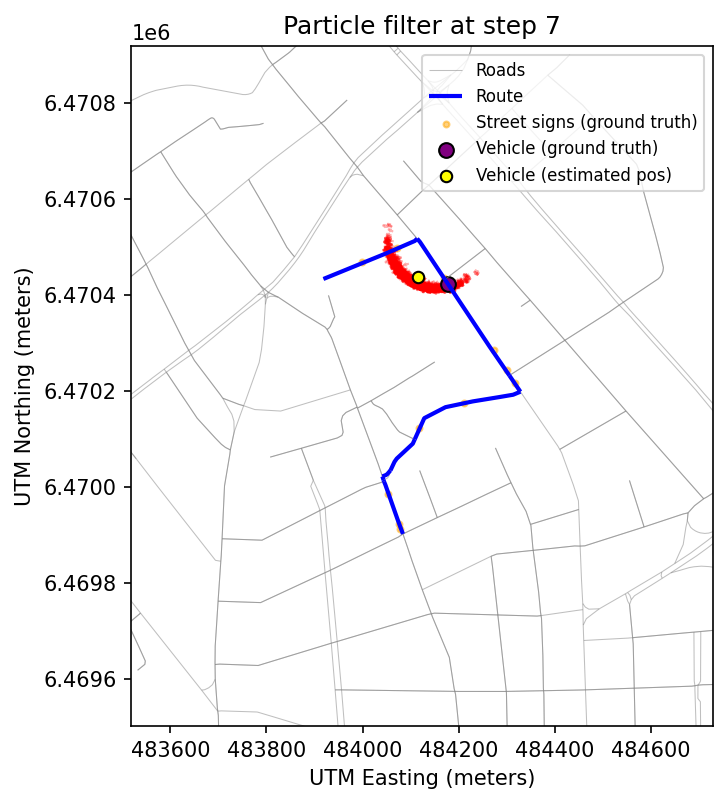 Particle filter at step 7
1e6
Roads
Route
Street signs (ground truth)
Vehicle (ground truth)
Vehicle (estimated pos)
6.4708
6.4706
6.4704
6.4702
6.4700
6.4698
6.4696
UTM Northing (meters)
483600 483800 484000 484200 484400 484600
UTM Easting (meters)